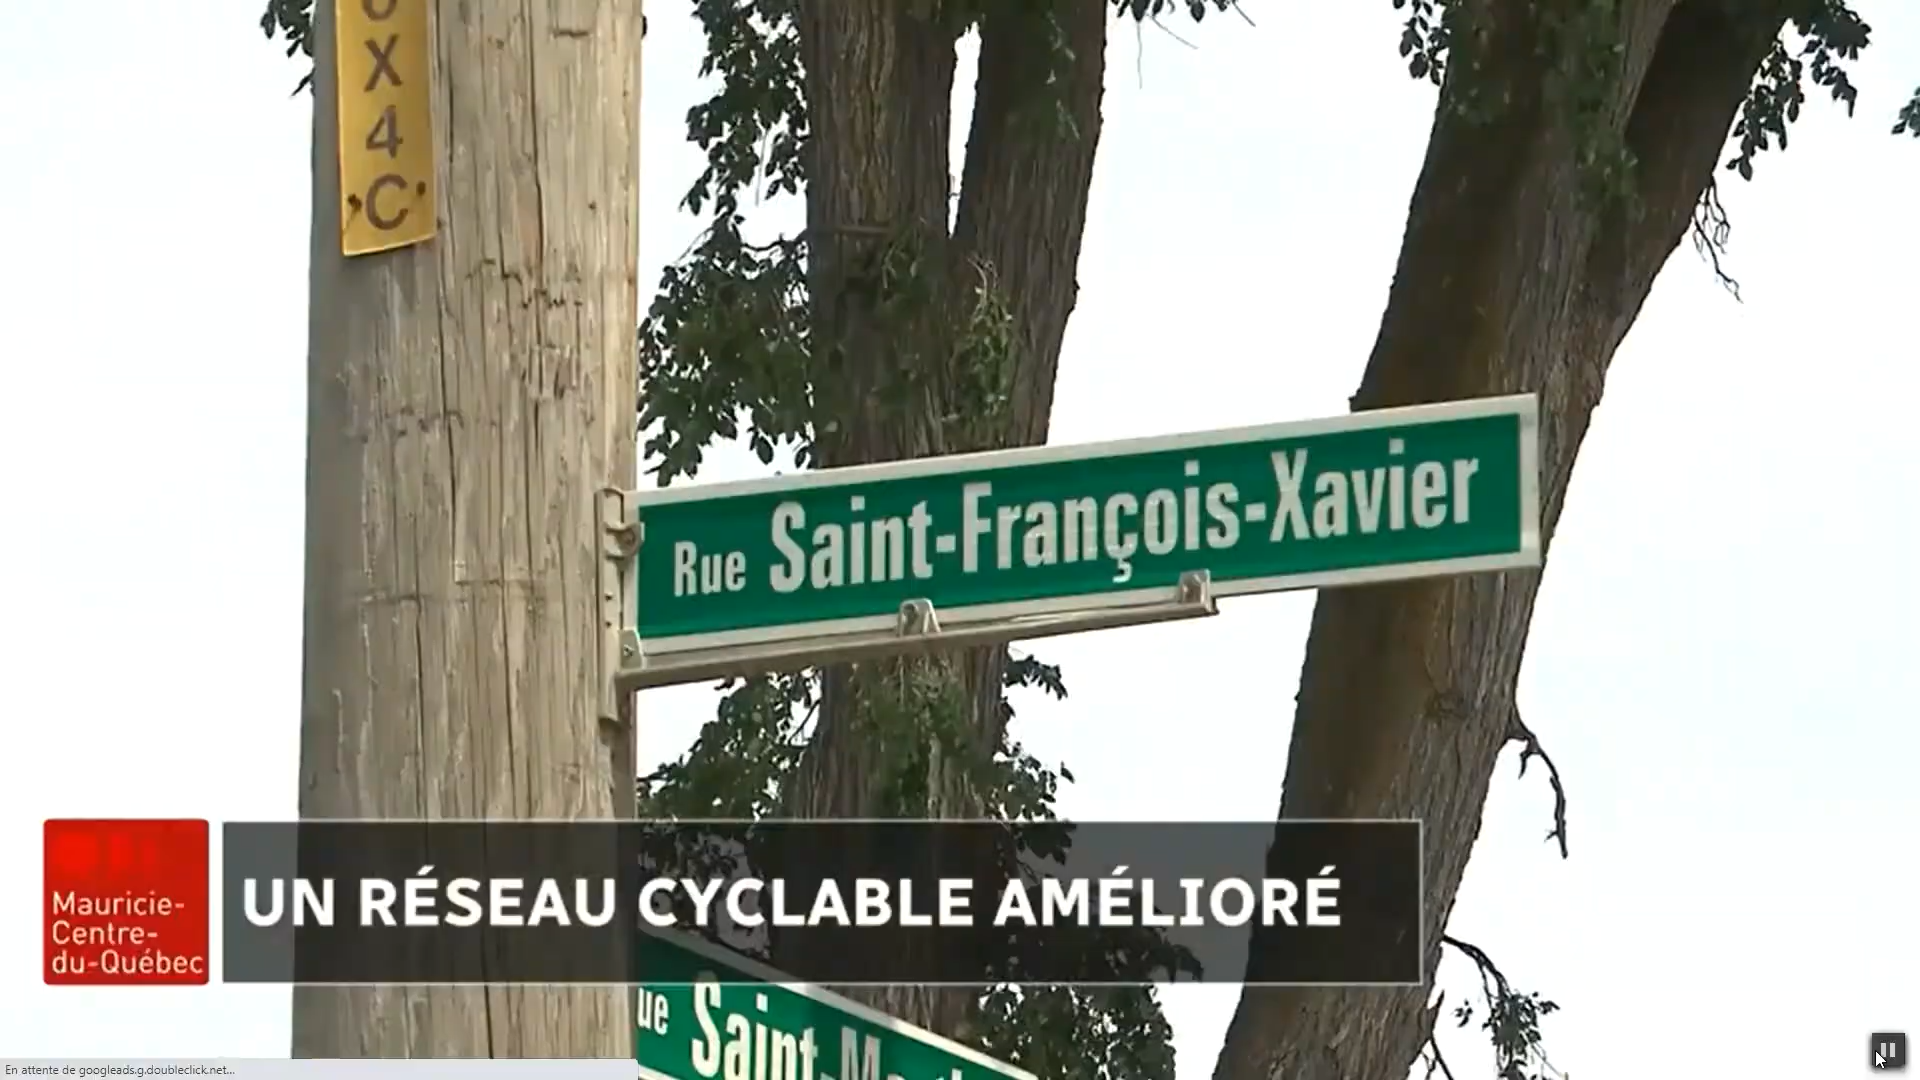 X
4
C
Rue Saint-François-Xavier
Mauricie-
Centre-
du-Québec
UN RÉSEAU CYCLABLE AMÉLIORÉ
Saint
En attente de googleads.g.doubleclick.net...